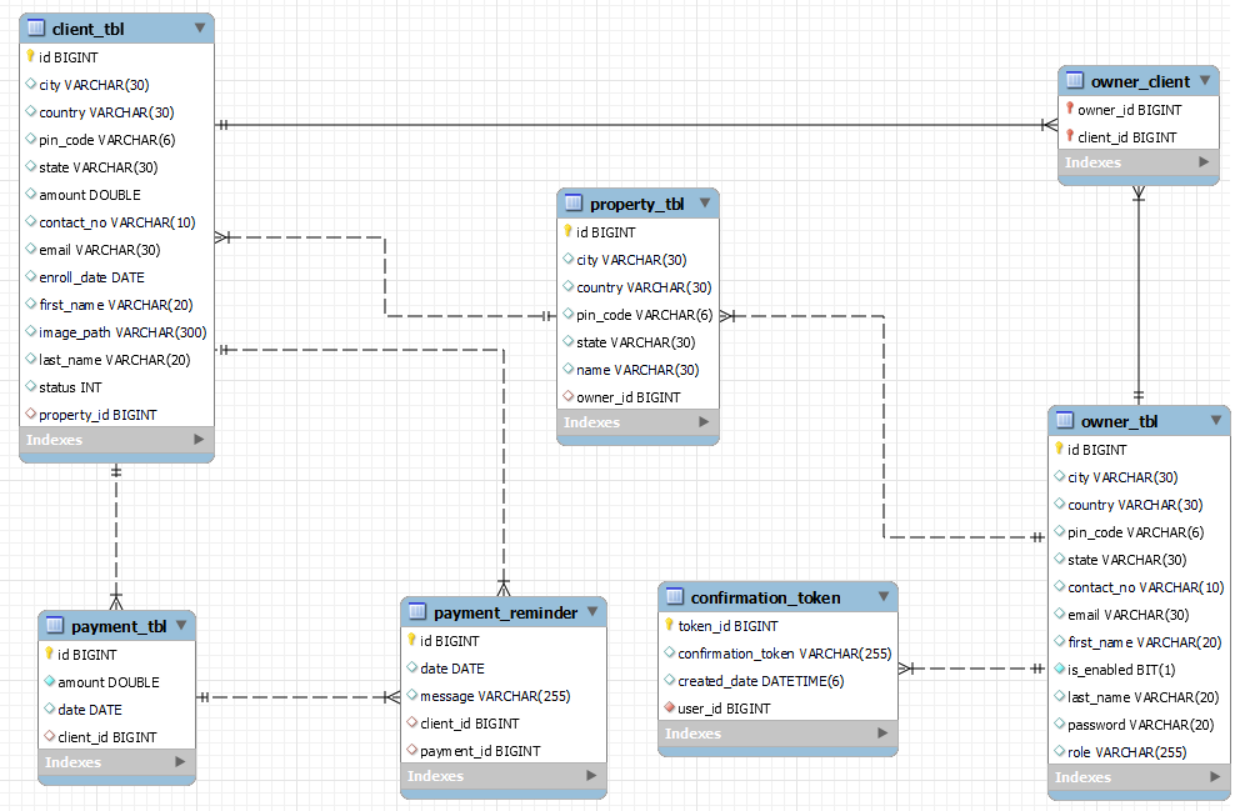 client_tbl
id BIGINT
city VARCHAR(30)
country VARCHAR(30)
pin_code VARCHAR(6)
state VARCHAR(30)
amount DOUBLE
contact_no VARCHAR(10)
email VARCHAR(30)
enroll_date DATE
first_name VARCHAR(20)
image_path VARCHAR(300)
last_name VARCHAR(20)
status INT
property_id BIGINT
Indexes
owner_client
owner_id BIGINT
client_id BIGINT
Indexes
property_tbl
id BIGINT
city VARCHAR(30)
country VARCHAR(30)
pin_code VARCHAR(6)
state VARCHAR(30)
name VARCHAR(30)
owner_id BIGINT
Indexes
owner_tbl
id BIGINT
city VARCHAR(30)
country VARCHAR(30)
pin_code VARCHAR(6)
state VARCHAR(30)
contact_no VARCHAR(10)
email VARCHAR(30)
first_name VARCHAR(20)
is_enabled BIT(1)
last_name VARCHAR(20)
password VARCHAR(20)
role VARCHAR(255)
Indexes
payment_tbl
id BIGINT
amount DOUBLE
date DATE
client_id BIGINT
Indexes
payment_reminder
id BIGINT
date DATE
message VARCHAR(255)
client_id BIGINT
payment_id BIGINT
Indexes
confirmation_token
token_id BIGINT
confirmation_token VARCHAR(255)
created_date DATETIME(6)
user_id BIGINT
Indexes